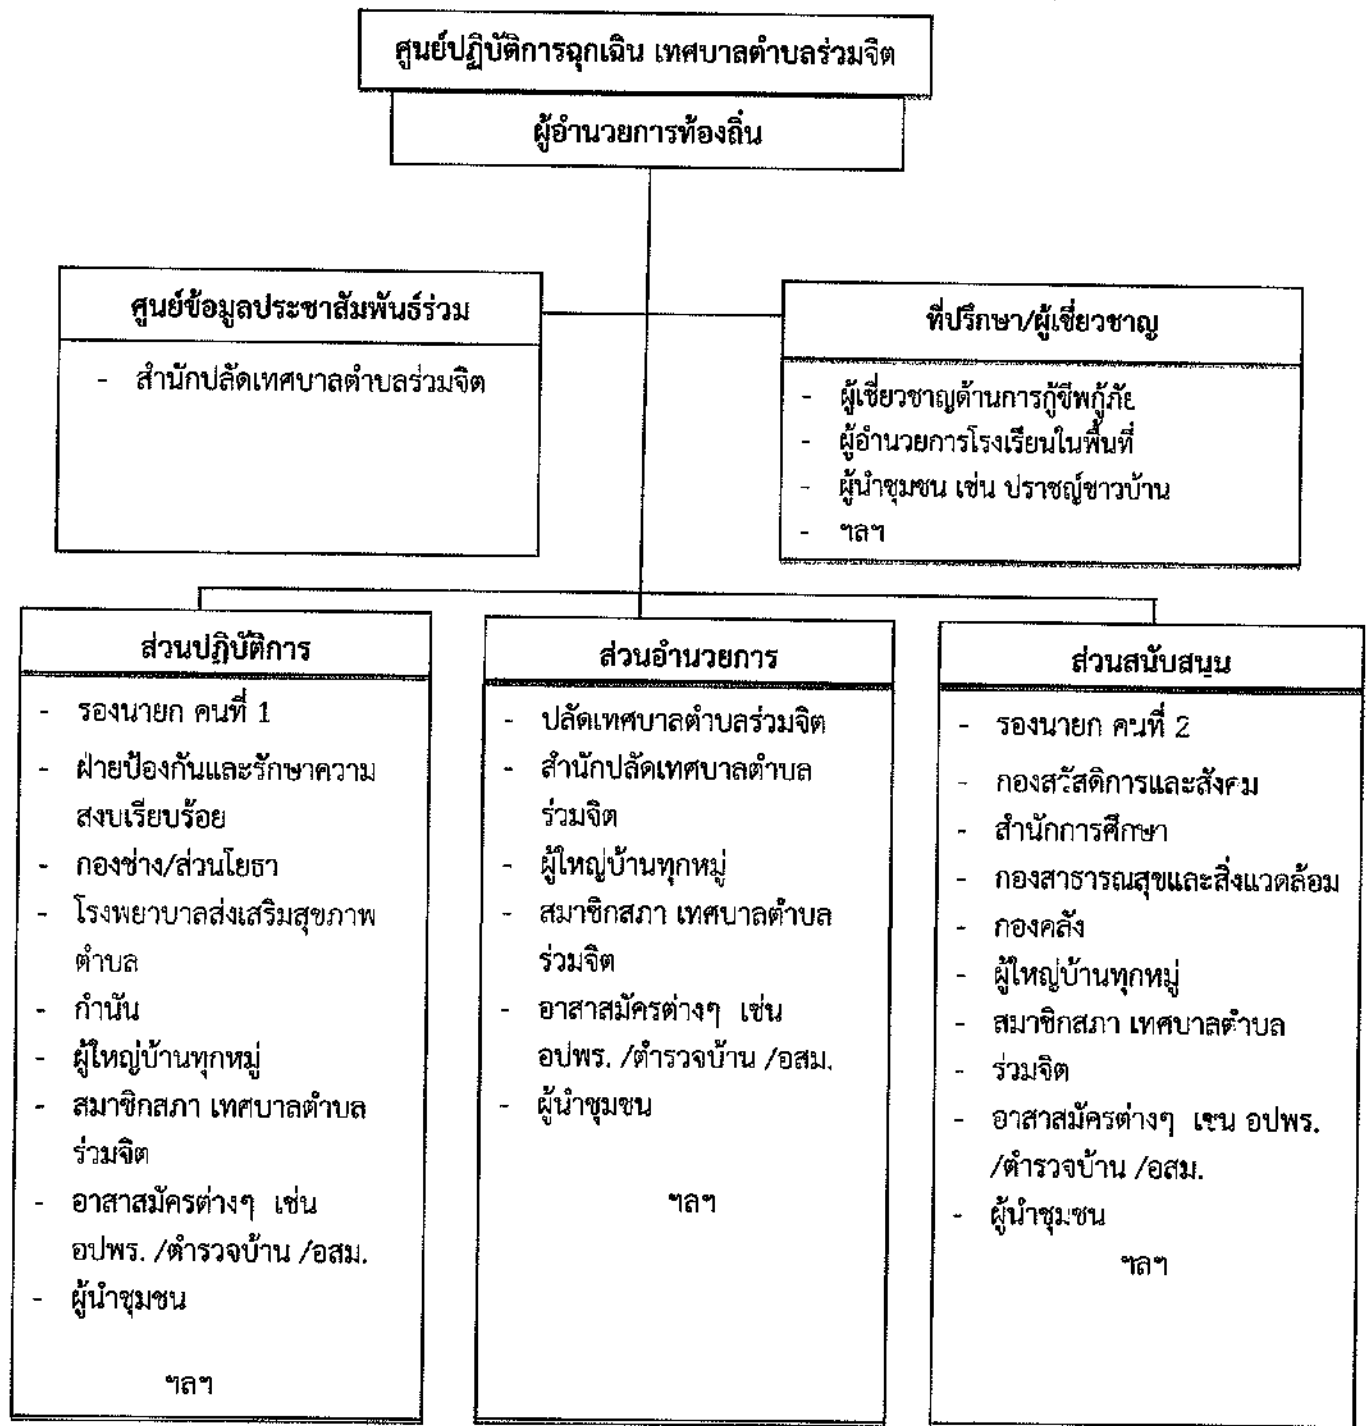 ศูนย์ปฏิบัติการฉุกเฉิน เทศบาลตำบลร่วมจิต
ผู้อำนวยการท้องถิ่น
ศูนย์ข้อมูลประชาสัมพันธ์ร่วม
- สำนักปลัดเทศบาลตำบลร่วมจิต
ที่ปรึกษา/ผู้เชี่ยวชาญ
- ผู้เชี่ยวชาญด้านการกู้ชีพกู้ภัย
- ผู้อำนวยการโรงเรียนในพื้นที่
- ผู้นำชุมชน เช่น ปราชญ์ชาวบ้าน
- ฯลฯ
ส่วนปฏิบัติการ
- รองนายก คนที่ 1
- ฝ่ายป้องกันและรักษาความ
สงบเรียบร้อย
- กองช่าง/ส่วนโยธา
- โรงพยาบาลส่งเสริมสุขภาพ
ตำบล
- กำนัน
- ผู้ใหญ่บ้านทุกหมู่
- สมาชิกสภา เทศบาลตำบล
ร่วมจิต
- อาสาสมัครต่างๆ เช่น
อปพร. /ตำรวจบ้าน /อสม.
- ผู้นำชุมชน
ฯลฯ
ส่วนอำนวยการ
- ปลัดเทศบาลตำบลร่วมจิต
- สำนักปลัดเทศบาลตำบล
ร่วมจิต
- ผู้ใหญ่บ้านทุกหมู่
- สมาชิกสภา เทศบาลตำบล
ร่วมจิต
- อาสาสมัครต่างๆ เช่น
อปพร. /ตำรวจบ้าน /อสม.
- ผู้นำชุมชน
ฯลฯ
ส่วนสนับสนุน
- รองนายก คนที่ 2
- กองสวัสดิการและสังคม
- สำนักการศึกษา
- กองสาธารณสุขและสิ่งแวดล้อม
- กองคลัง
- ผู้ใหญ่บ้านทุกหมู่
- สมาชิกสภา เทศบาลตำบล
- ร่วมจิต
- อาสาสมัครต่างๆ เช่น อปพร.
/ตำรวจบ้าน /อสม.
- ผู้นำชุมชน
ฯลฯ